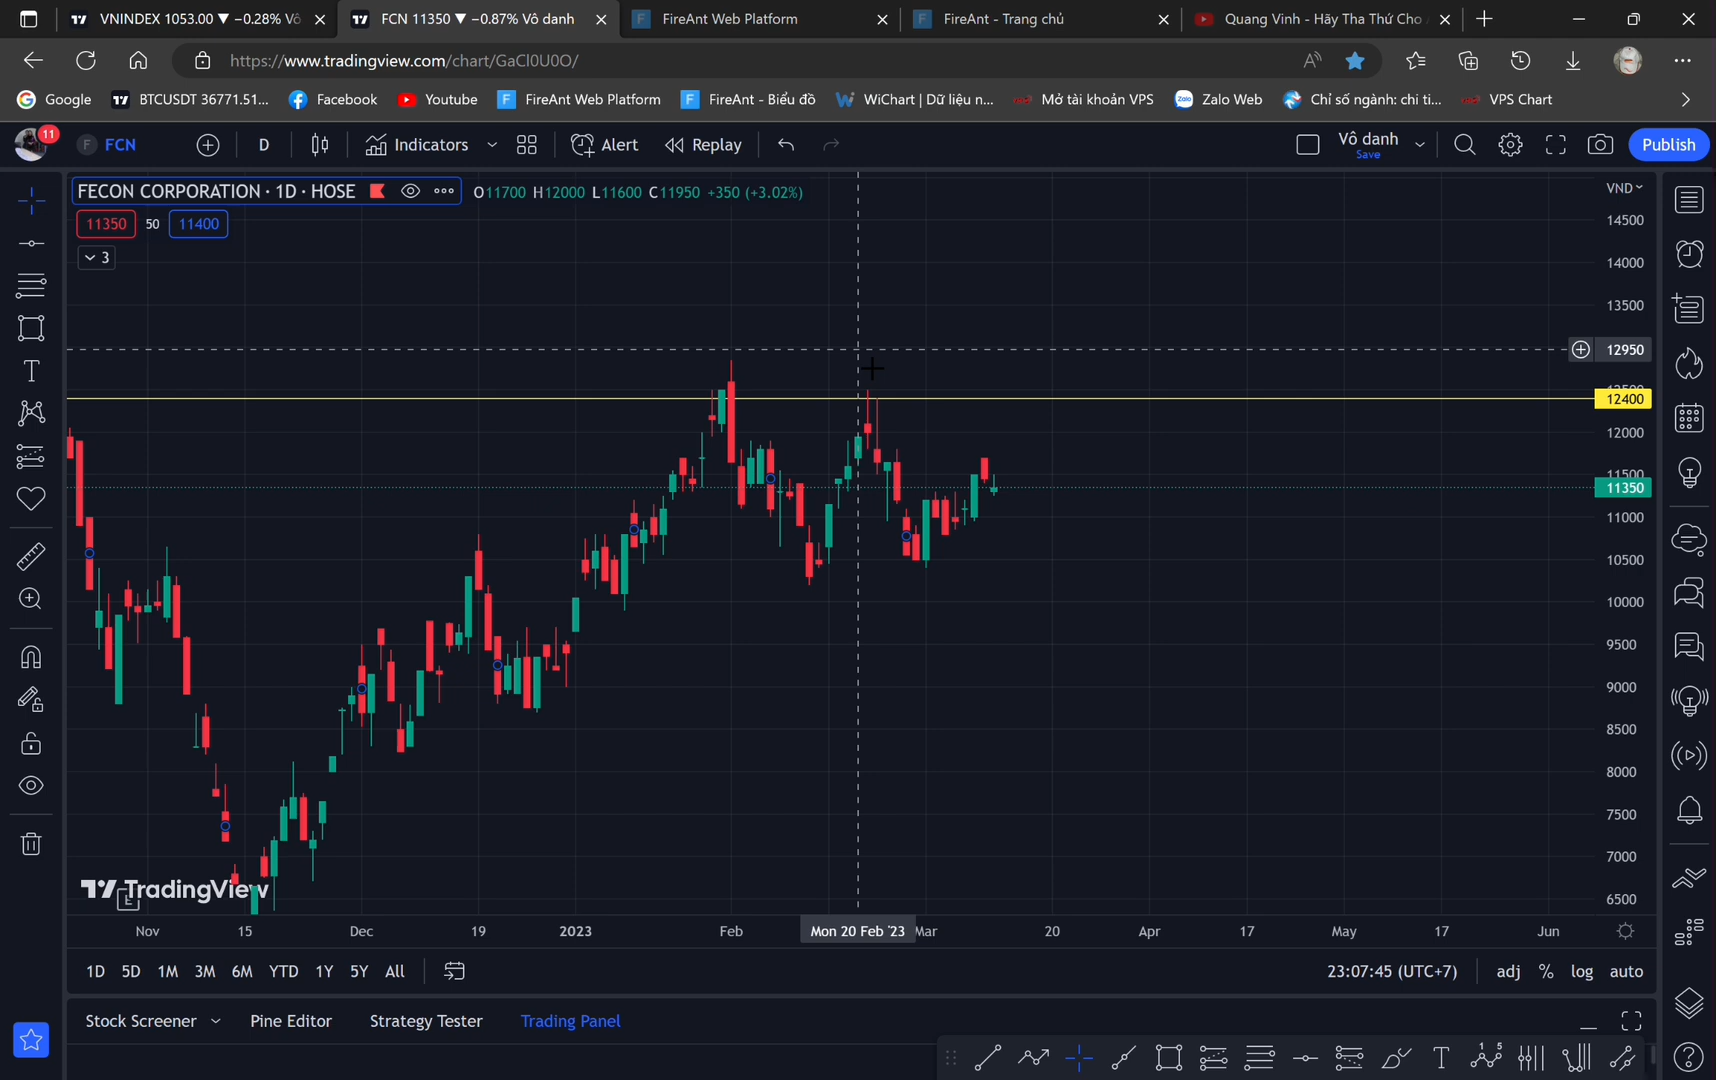 VNINDEX 1053.00 ▼ −0.28% Vô
FCN 11350 ▼ −0.87% Vô danh
FireAnt Web Platform
FireAnt - Trang chủ
Quang Vinh - Hãy Tha Thứ Cho
https://www.tradingview.com/chart/GaCl0U0O/
Google
BTCUSDT 36771.51...
Facebook
Youtube
FireAnt Web Platform
FireAnt - Biểu đồ
WiChart | Dữ liệu n...
Mở tài khoản VPS
Zalo Web
Chỉ số ngành: chi ti...
VPS Chart
11
F FCN
D
Indicators
Alert
Replay
Vô danh
Save
Publish
FECON CORPORATION · 1D · HOSE
O11700 H12000 L11600 C11950 +350 (+3.02%)
11350 50 11400
3
VND
14500
14000
13500
12950
12400
12000
11500
11350
11000
10500
10000
9500
9000
8500
8000
7500
7000
6500
TradingView
E
Nov 15 Dec 19 2023 Feb Mon 20 Feb '23 Mar 20 Apr 17 May 17 Jun
1D 5D 1M 3M 6M YTD 1Y 5Y All
23:07:45 (UTC+7)
adj % log auto
Stock Screener
Pine Editor
Strategy Tester
Trading Panel